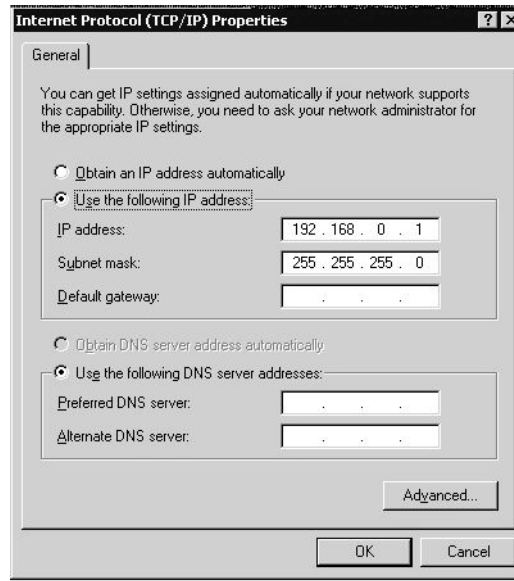 Internet Protocol (TCP/IP) Properties
? X
General
You can get IP settings assigned automatically if your network supports
this capability. Otherwise, you need to ask your network administrator for
the appropriate IP settings.
Obtain an IP address automatically
Use the following IP address:
IP address: 192 . 168 . 0 . 1
Subnet mask: 255 . 255 . 255 . 0
Default gateway: . . .
Obtain DNS server address automatically
Use the following DNS server addresses:
Preferred DNS server: . . .
Alternate DNS server: . . .
Advanced...
OK Cancel